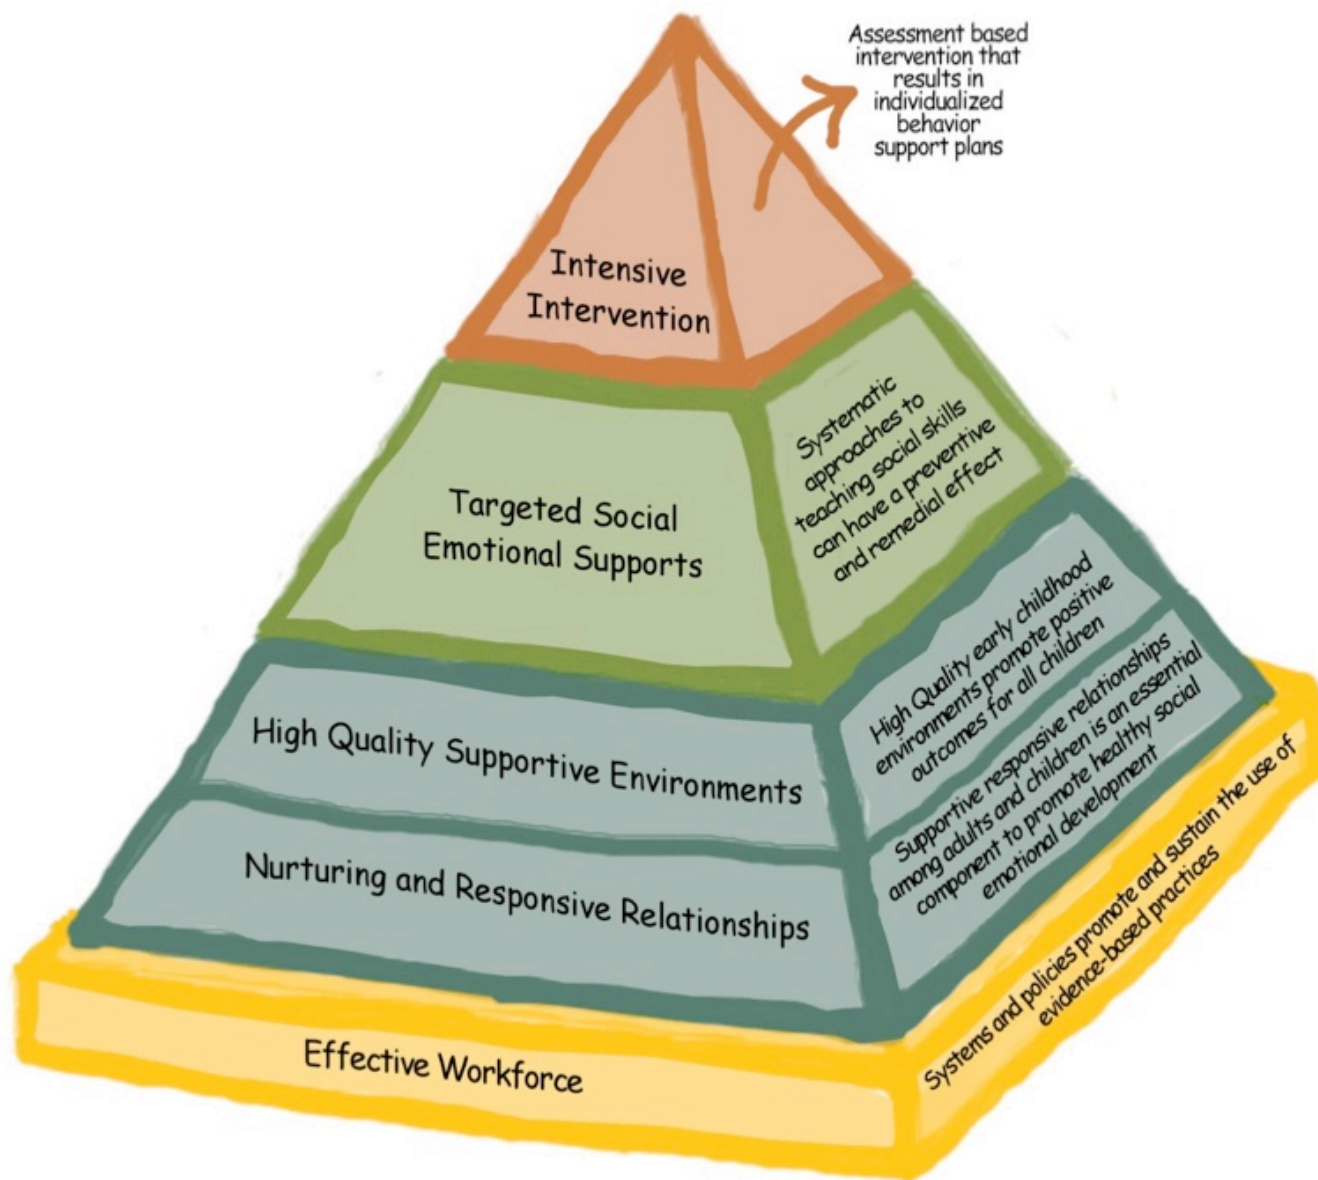 Assessment based
intervention that
results in
individualized
behavior
support plans
Intensive
Intervention
Systematic
approaches to
teaching social skills
can have a preventive
and remedial effect
Targeted Social
Emotional Supports
High Quality early childhood
environments promote positive
outcomes for all children
High Quality Supportive Environments
Supportive responsive relationships
among adults and children is an essential
component to promote healthy social
emotional development
Nurturing and Responsive Relationships
Systems and policies promote and sustain the use of
evidence-based practices
Effective Workforce